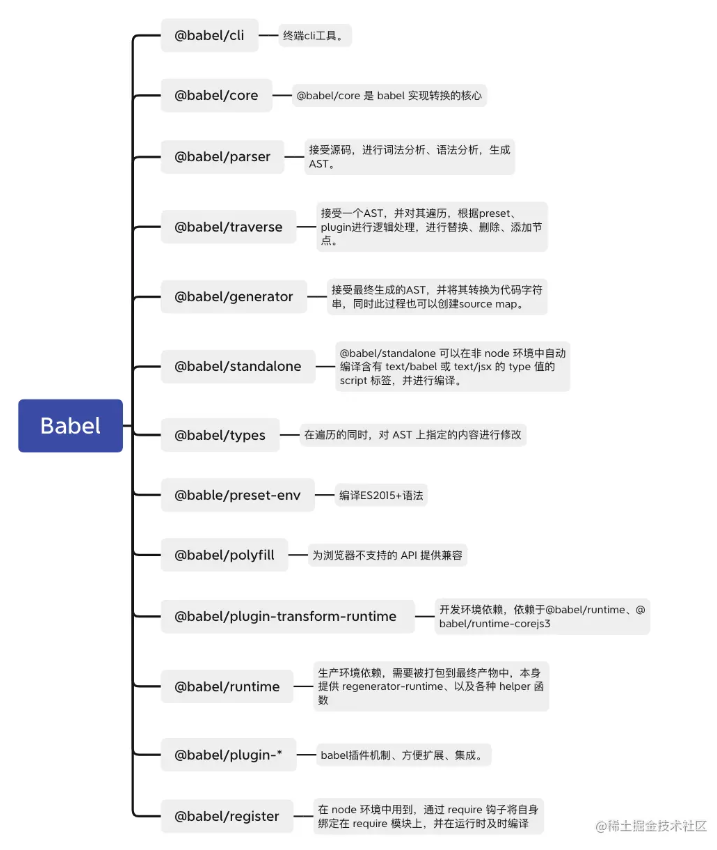 @babel/cli
终端cli工具。
@babel/core
@babel/core 是 babel 实现转换的核心
@babel/parser
接受源码，进行词法分析、语法分析，生成
AST。
@babel/traverse
接受一个AST，并对其遍历，根据preset、
plugin进行逻辑处理，进行替换、删除、添加节
点。
@babel/generator
接受最终生成的AST，并将其转换为代码字符
串，同时此过程也可以创建source map。
@babel/standalone
@babel/standalone 可以在非 node 环境中自动
编译含有 text/babel 或 text/jsx 的 type 值的
script 标签，并进行编译。
Babel
@babel/types
在遍历的同时，对 AST 上指定的内容进行修改
@bable/preset-env
编译ES2015+语法
@babel/polyfill
为浏览器不支持的 API 提供兼容
@babel/plugin-transform-runtime
开发环境依赖，依赖于@babel/runtime、@
babel/runtime-corejs3
@babel/runtime
生产环境依赖，需要被打包到最终产物中，本身
提供 regenerator-runtime、以及各种 helper 函
数
@babel/plugin-*
babel插件机制、方便扩展、集成。
@babel/register
在 node 环境中用到，通过 require 钩子将自身
绑定在 require 模块上，并在运行时及时编译
@稀土掘金技术社区